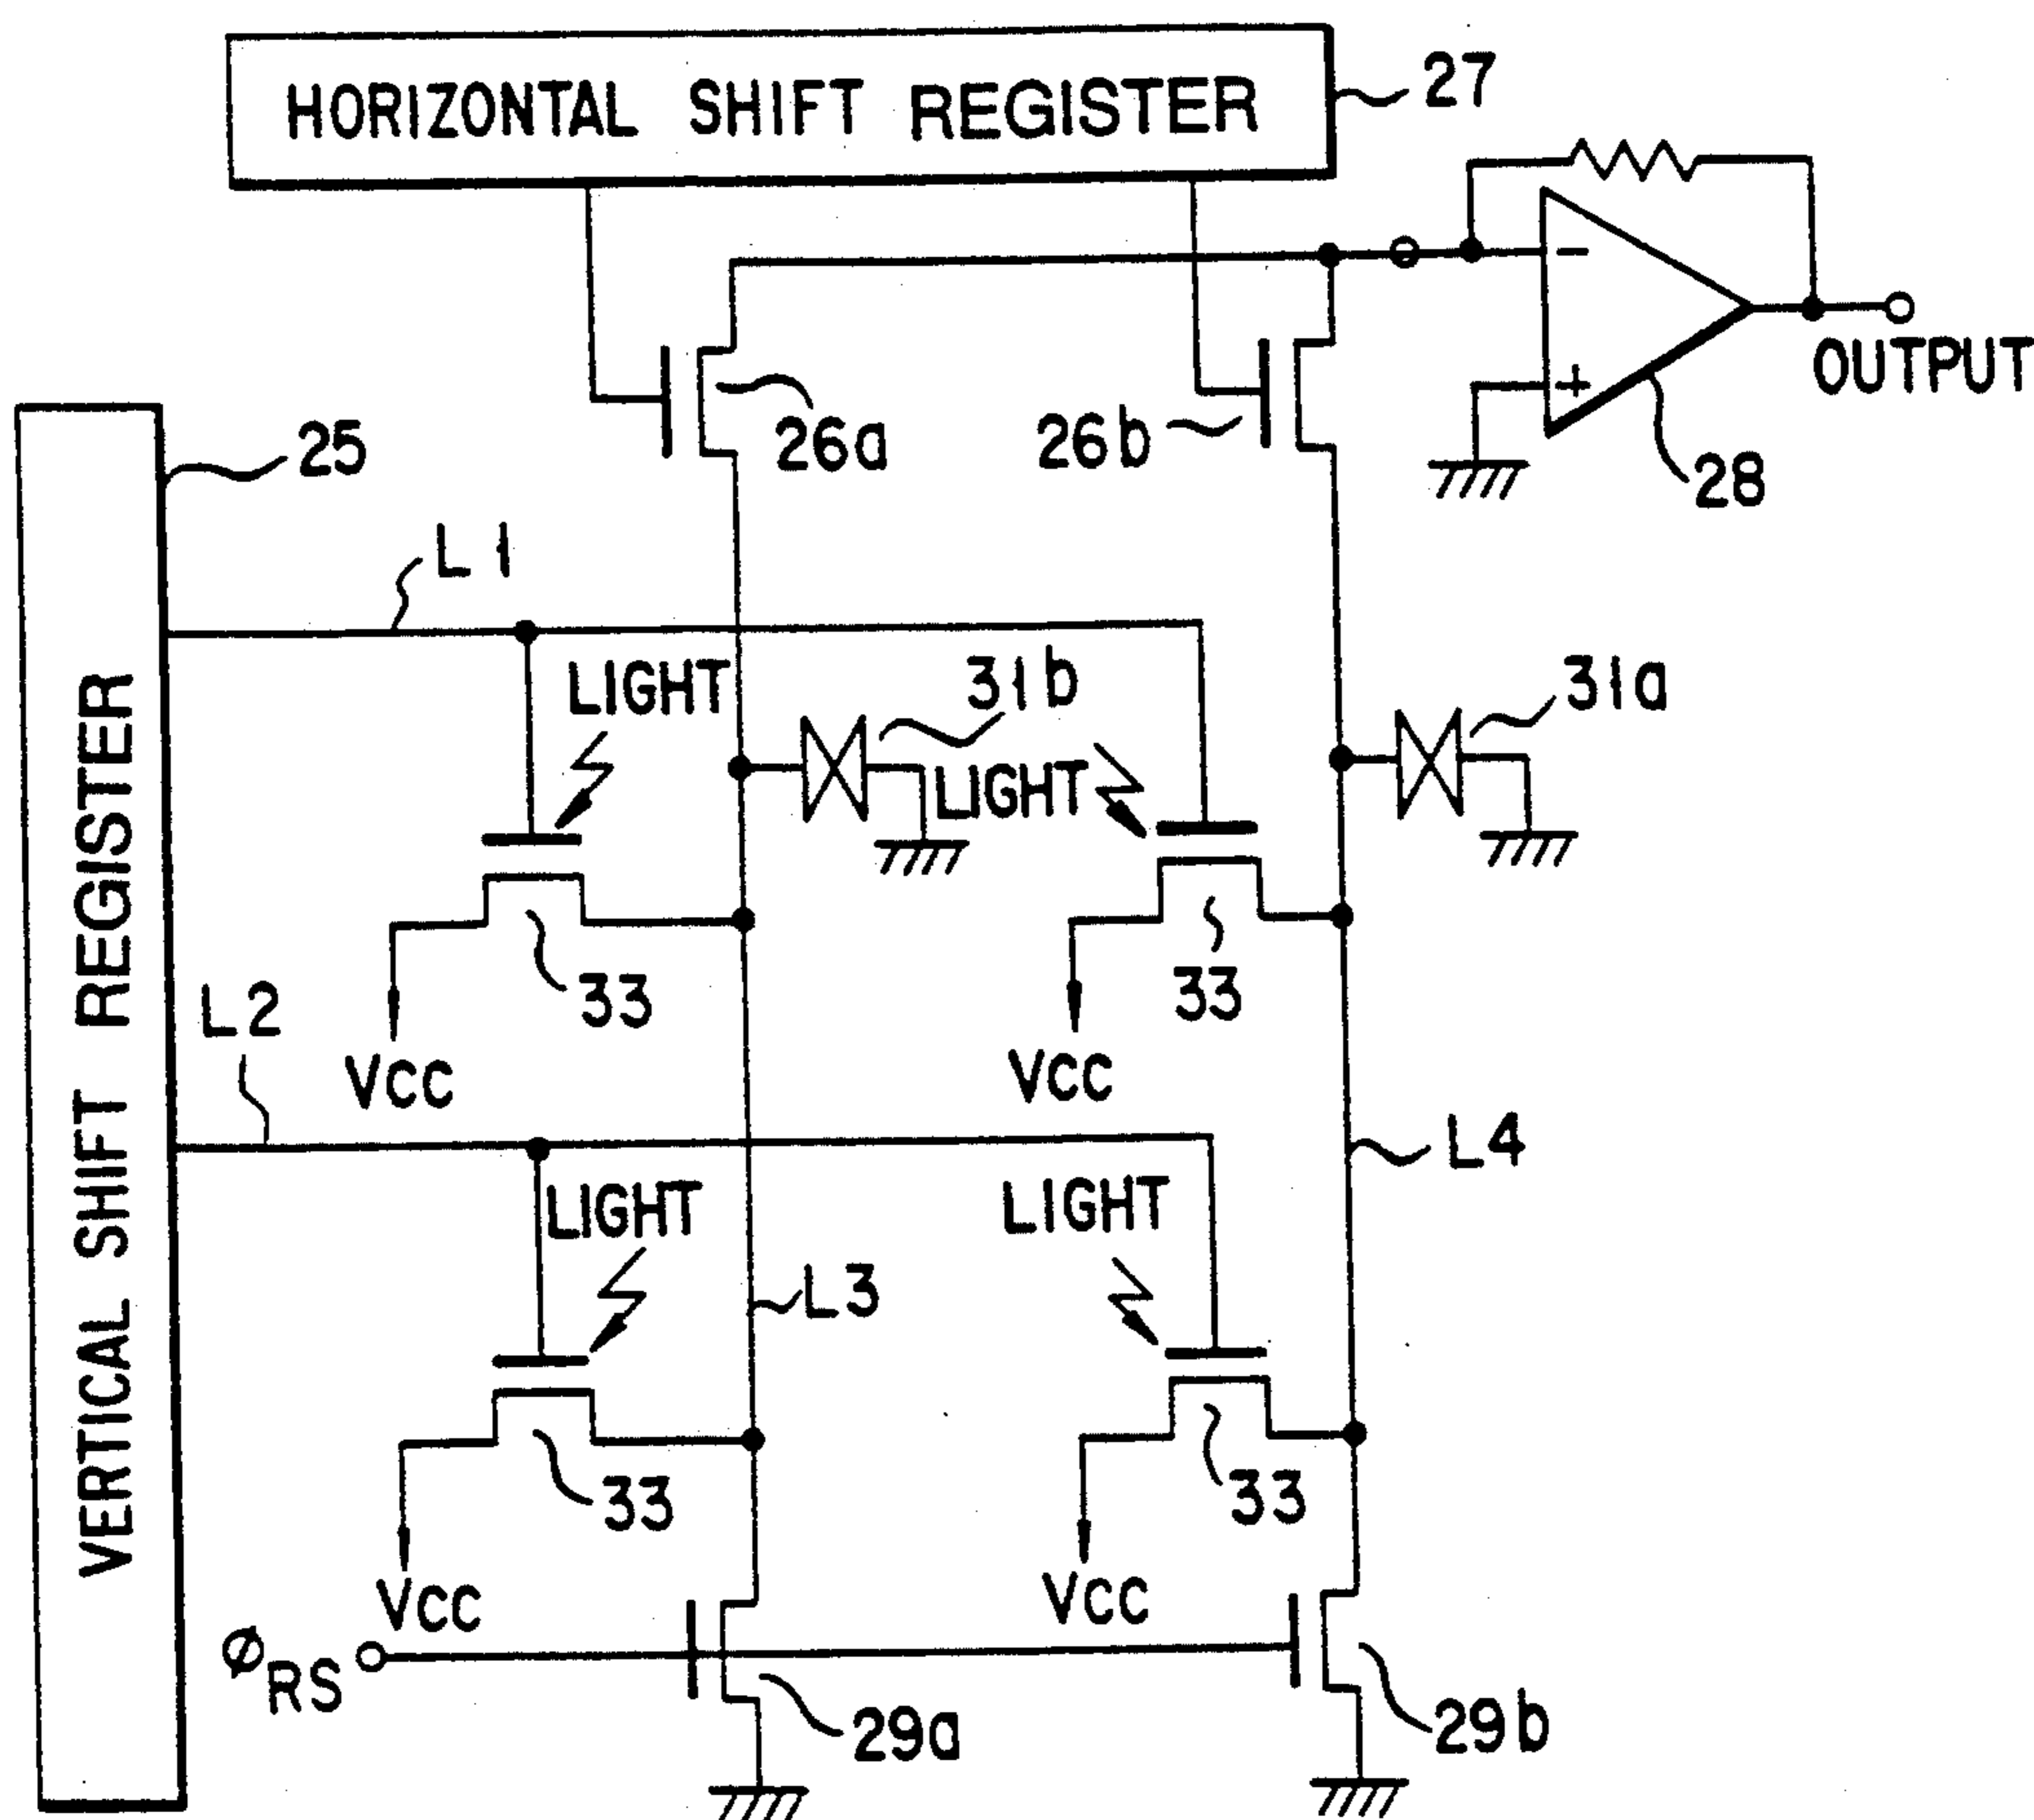 HORIZONTAL SHIFT REGISTER
27
OUTPUT
26a
26b
28
25
L1
LIGHT
31b
31a
LIGHT
33
33
L2
VCC
VCC
L4
LIGHT
LIGHT
L3
33
33
VCC
VCC
ØRS
29a
29b
VERTICAL SHIFT REGISTER